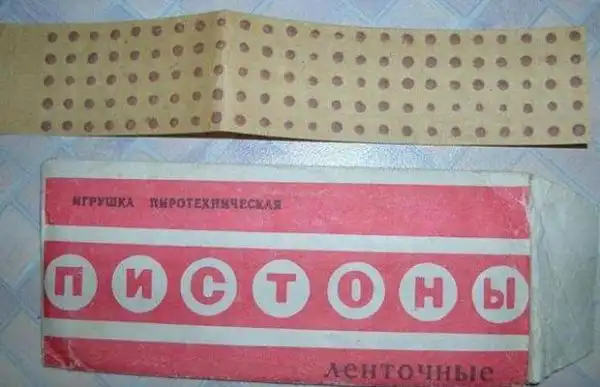 ИГРУШКА ПИРОТЕХНИЧЕСКАЯ
ПИСТОНЫ
ленточные